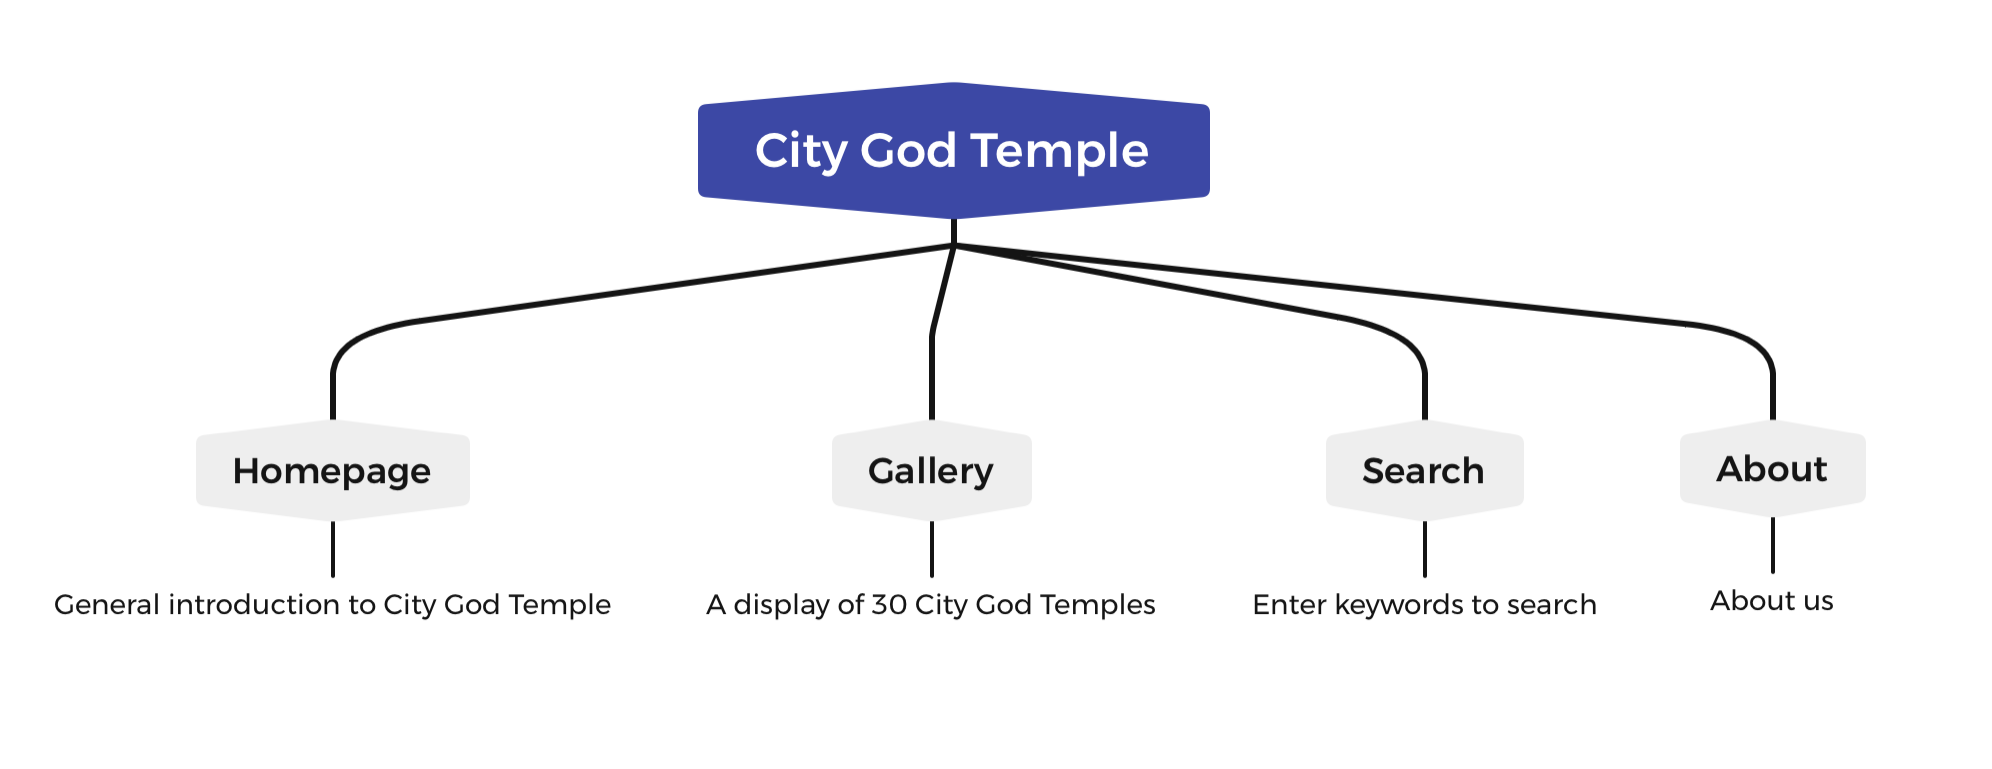 City God Temple
Homepage
Gallery
Search
About
General introduction to City God Temple
A display of 30 City God Temples
Enter keywords to search
About us